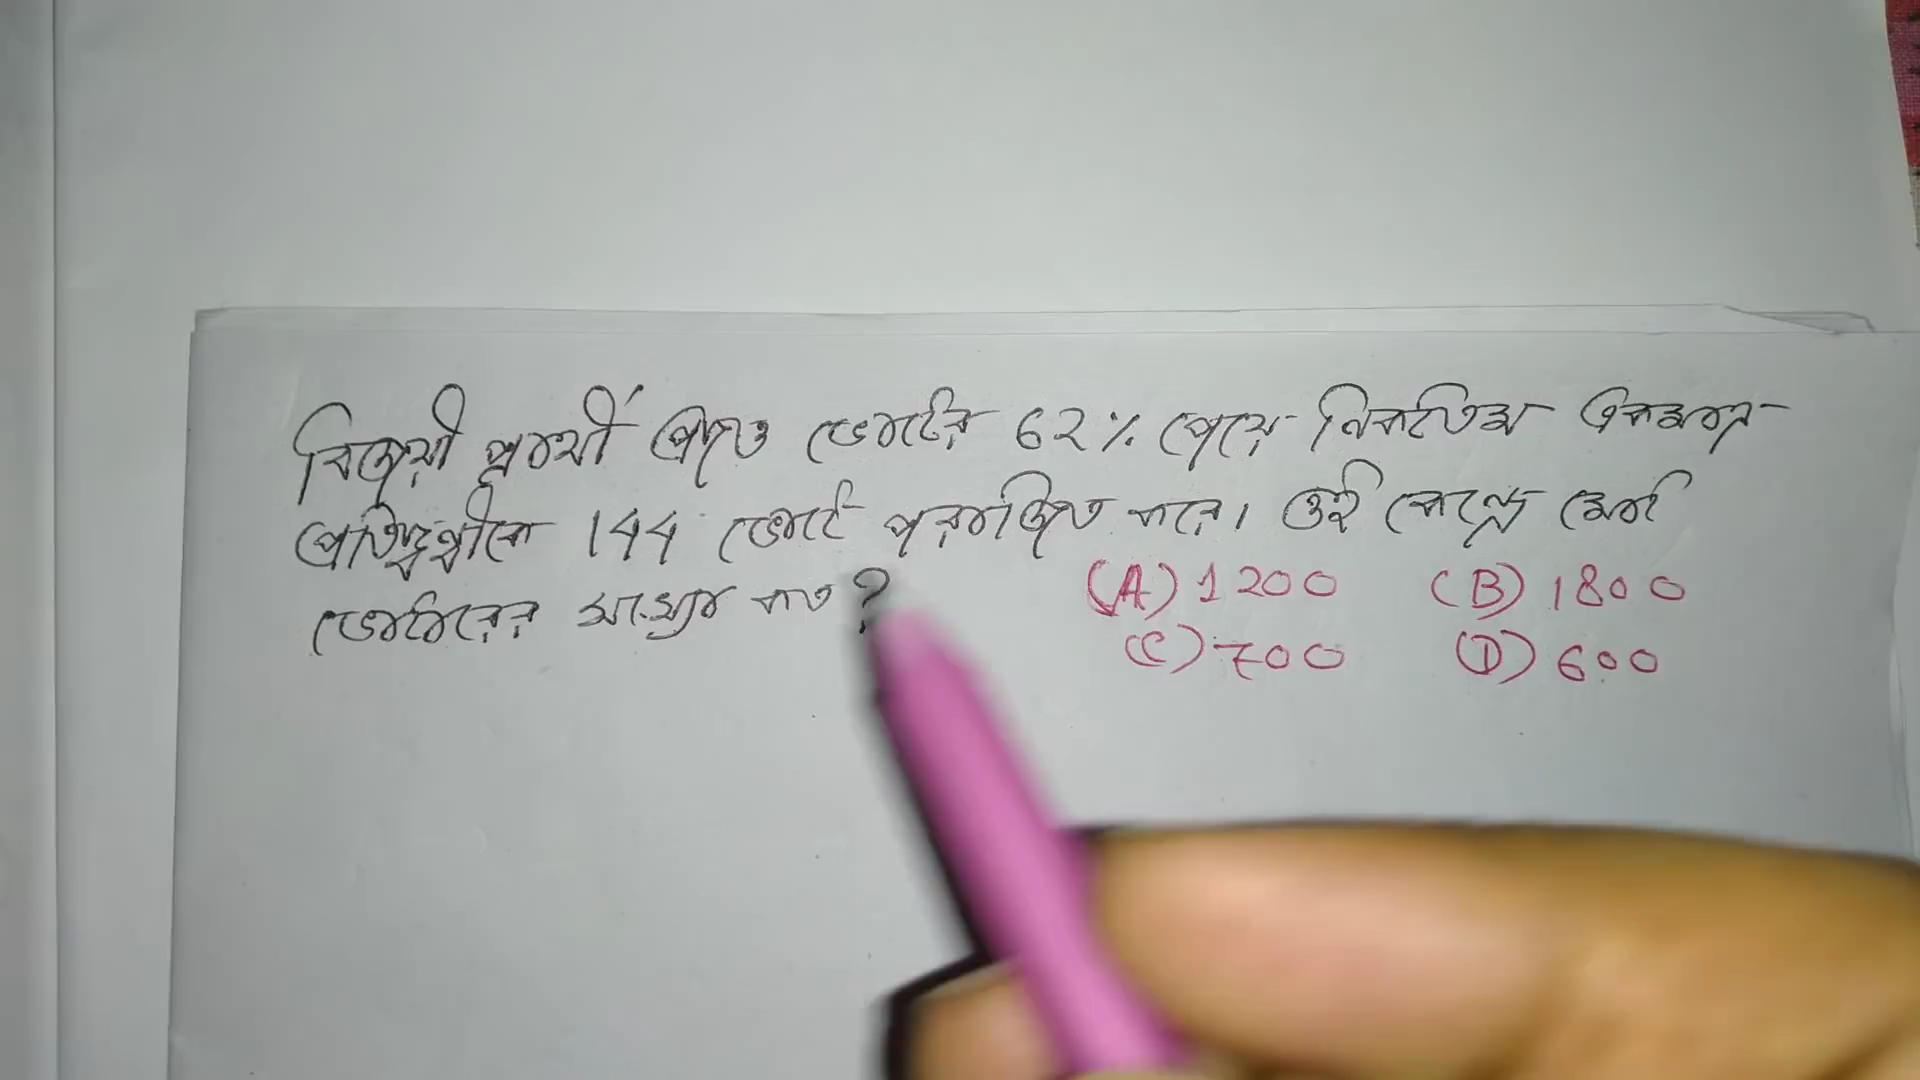 বিজয়ী প্রার্থী প্রদত্ত ভোটের 62% পেয়ে নিকটতম একমাত্র
প্রতিদ্বন্দ্বীকে 144 ভোটে পরাজিত করে। ওই কেন্দ্রে মোট
ভোটারের সংখ্যা কত?
(A) 1200 (B) 1800
(C) 700 (D) 600